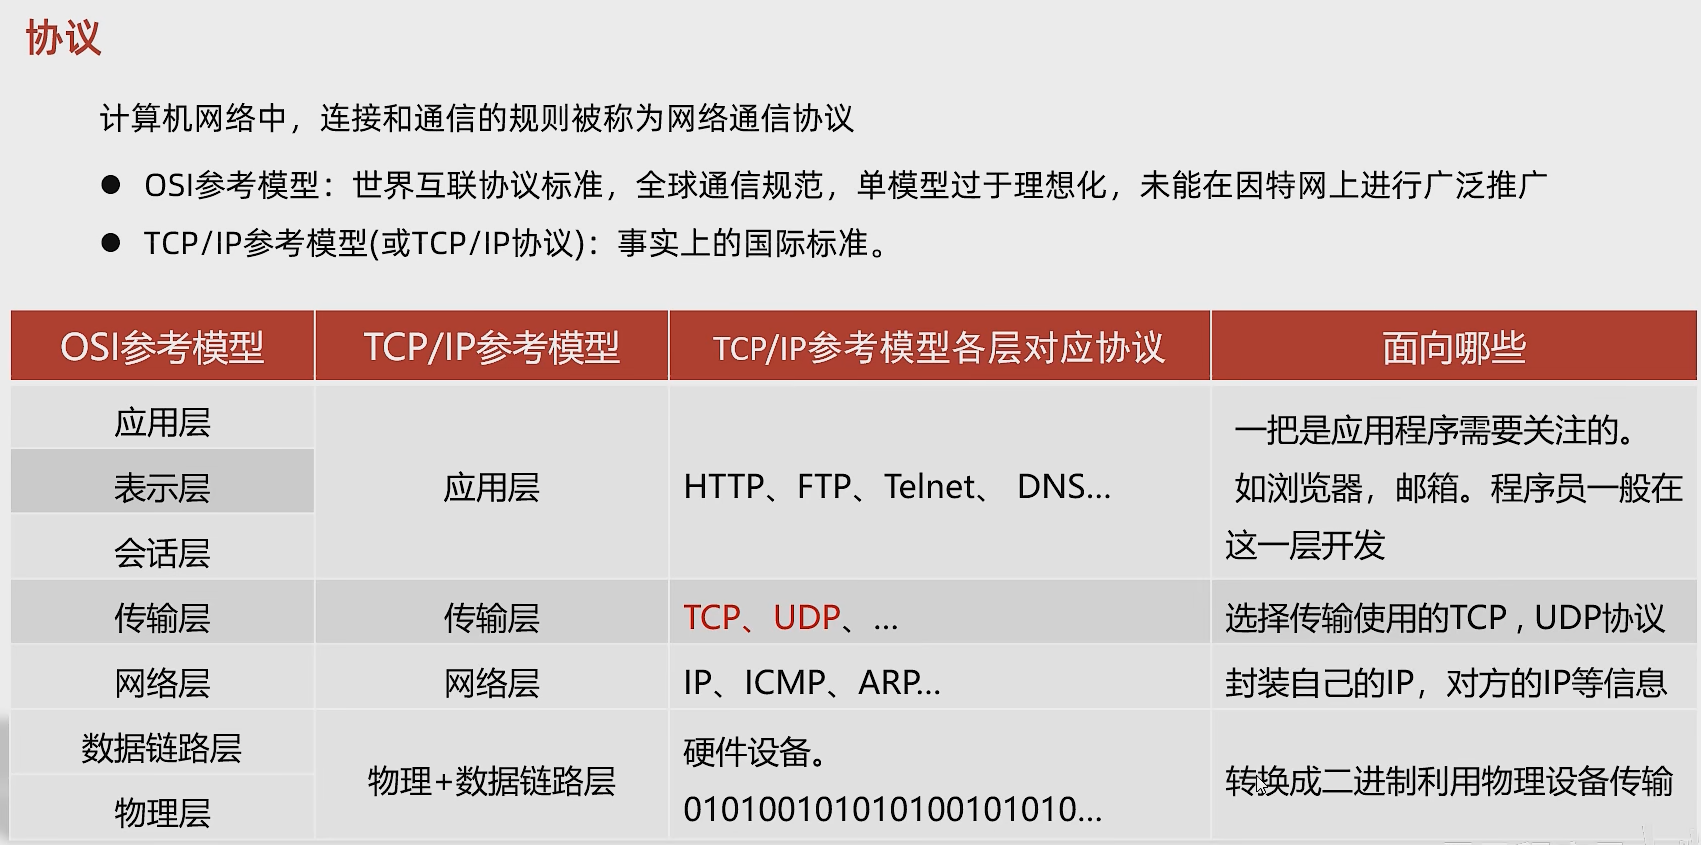 协议
计算机网络中，连接和通信的规则被称为网络通信协议
● OSI参考模型：世界互联协议标准，全球通信规范，单模型过于理想化，未能在因特网上进行广泛推广
● TCP/IP参考模型(或TCP/IP协议)：事实上的国际标准。
OSI参考模型 TCP/IP参考模型 TCP/IP参考模型各层对应协议 面向哪些
应用层
表示层
会话层
应用层
HTTP、FTP、Telnet、 DNS...
一把是应用程序需要关注的。
如浏览器，邮箱。程序员一般在
这一层开发
传输层 传输层 TCP、UDP、... 选择传输使用的TCP , UDP协议
网络层 网络层 IP、ICMP、ARP... 封装自己的IP，对方的IP等信息
数据链路层
物理层
物理+数据链路层
硬件设备。
010100101010100101010...
转换成二进制利用物理设备传输